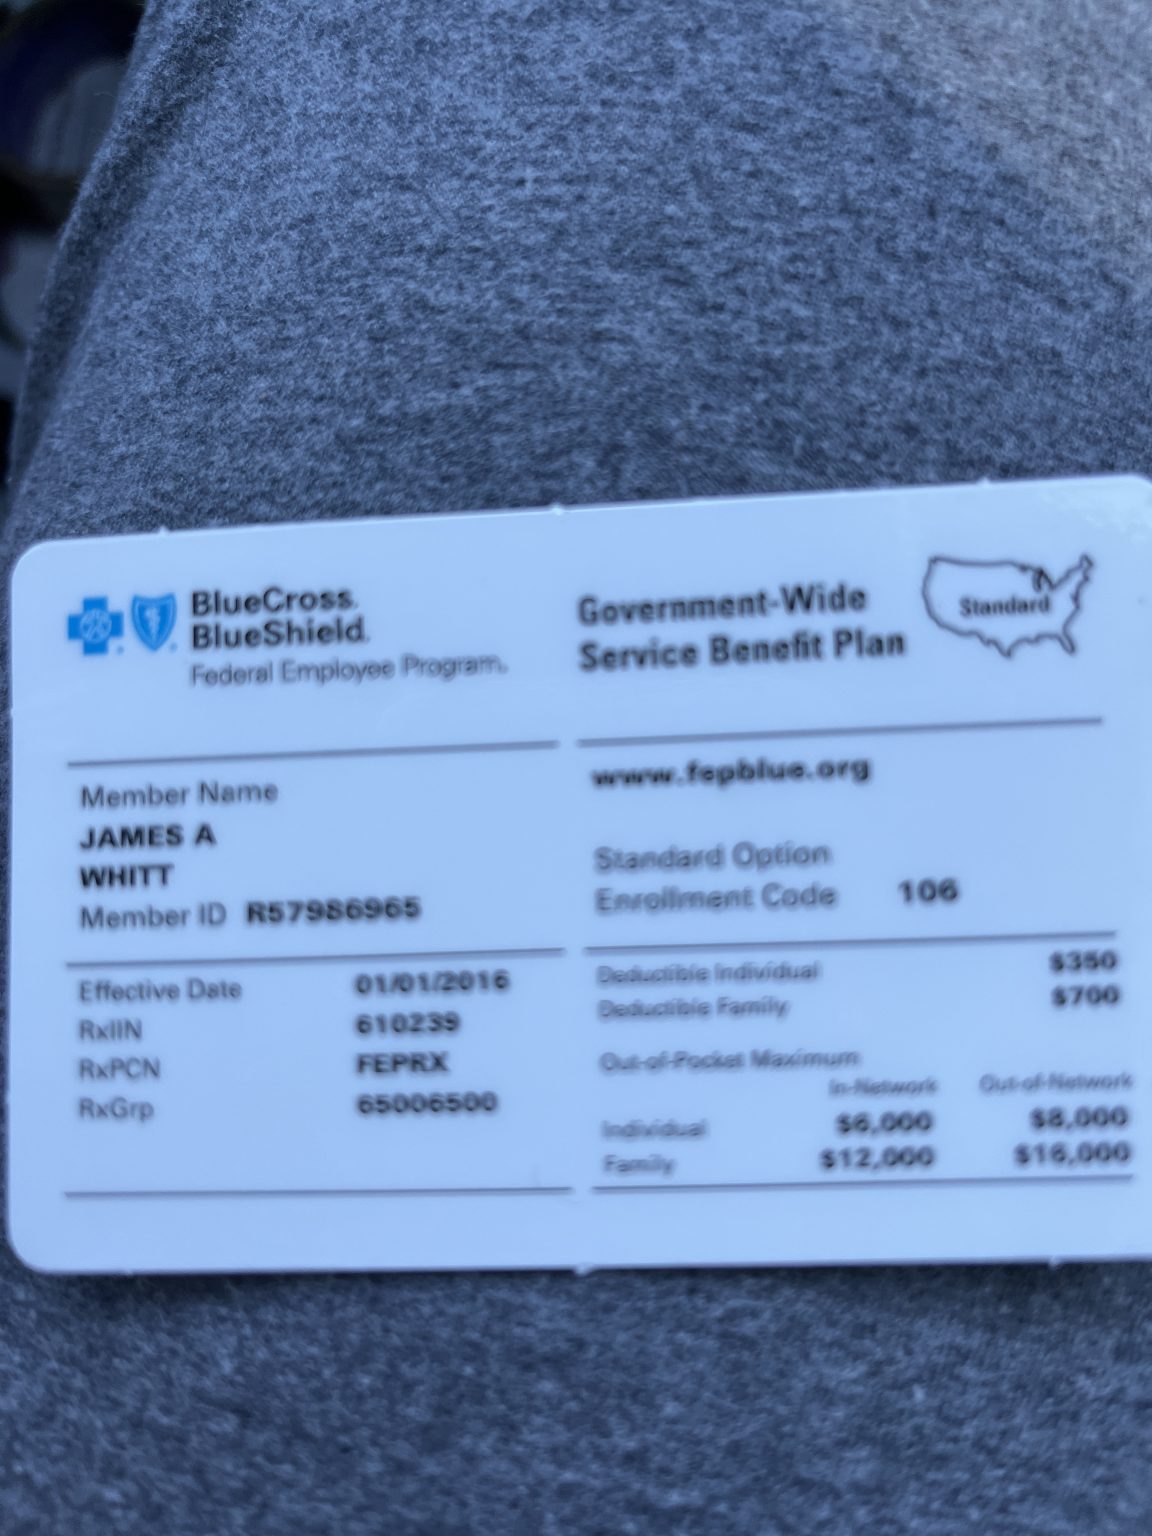 BlueCross.
BlueShield.
Federal Employee Program.
Government-Wide
Service Benefit Plan
Standard
Member Name
JAMES A
WHITT
Member ID R57986965
www.fepblue.org
Standard Option
Enrollment Code 106
Effective Date 01/01/2016
RxIIN 610239
RxPCN FEPRX
RxGrp 65006500
Deductible Individual $350
Deductible Family $700
Out-of-Pocket Maximum
In-Network Out-of-Network
Individual $6,000 $8,000
Family $12,000 $16,000